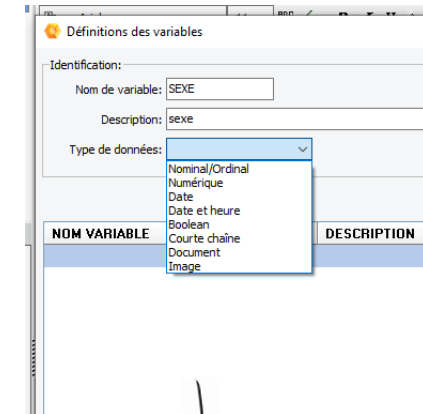 Définitions des variables
Identification:
Nom de variable: SEXE
Description: sexe
Type de données:
Nominal/Ordinal
Numérique
Date
Date et heure
Boolean
Courte chaîne
Document
Image
NOM VARIABLE DESCRIPTION